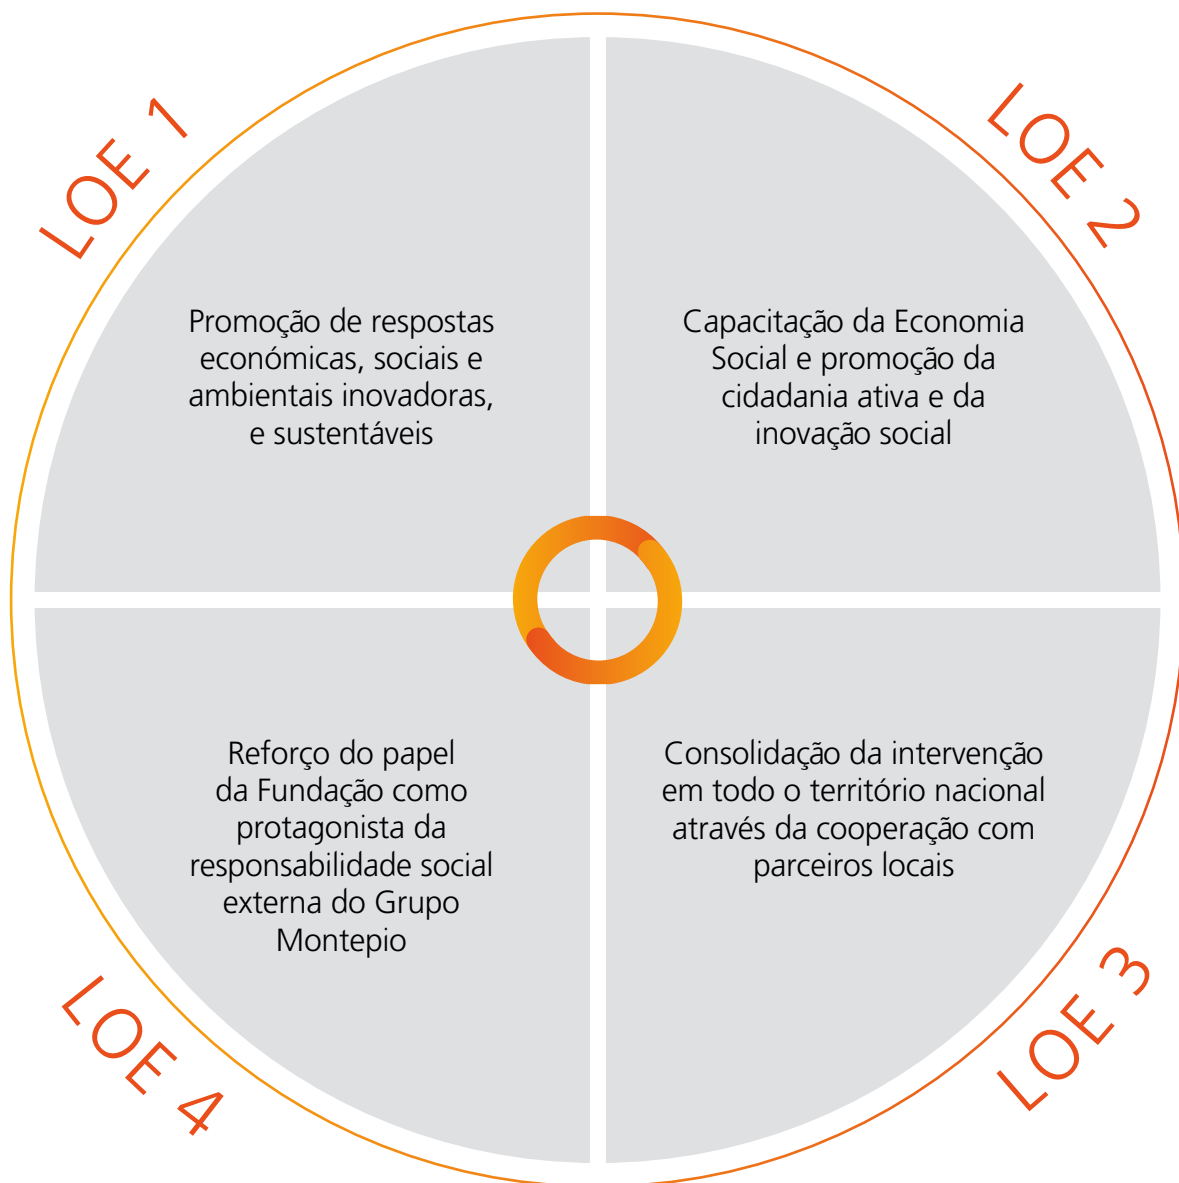 LOE 1
Promoção de respostas
económicas, sociais e
ambientais inovadoras,
e sustentáveis
LOE 2
Capacitação da Economia
Social e promoção da
cidadania ativa e da
inovação social
LOE 3
Consolidação da intervenção
em todo o território nacional
através da cooperação com
parceiros locais
LOE 4
Reforço do papel
da Fundação como
protagonista da
responsabilidade social
externa do Grupo
Montepio